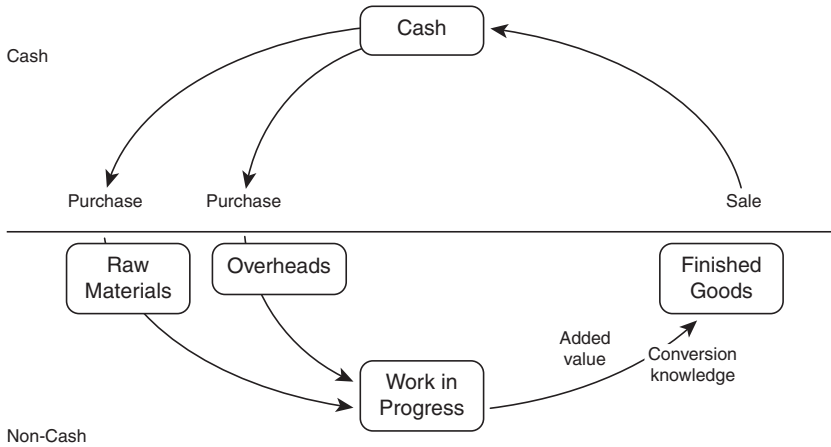 Cash
Cash
Purchase
Purchase
Sale
Raw
Materials
Overheads
Finished
Goods
Added
value
Conversion
knowledge
Work in
Progress
Non-Cash